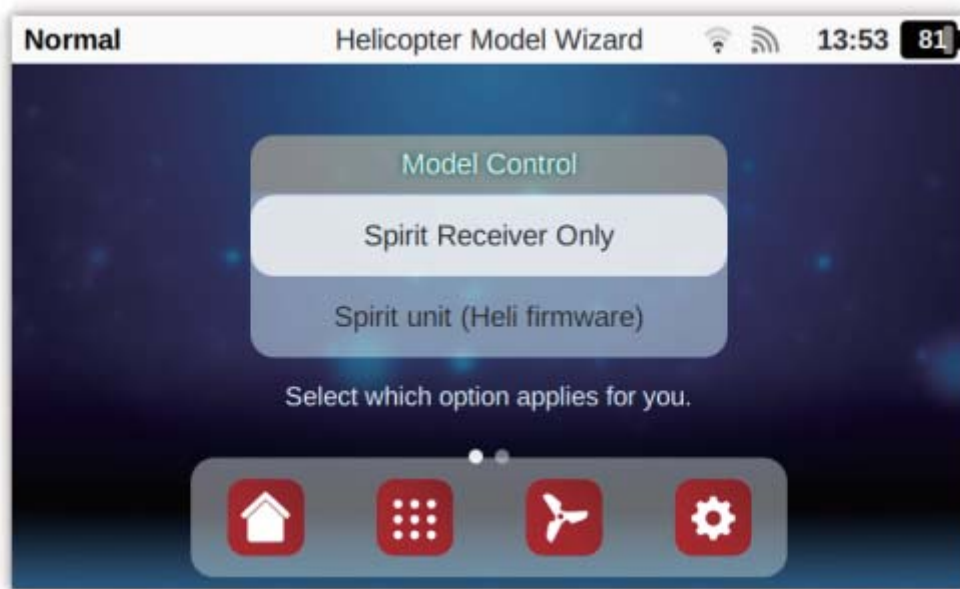 Normal Helicopter Model Wizard 13:53 81
Model Control
Spirit Receiver Only
Spirit unit (Heli firmware)
Select which option applies for you.